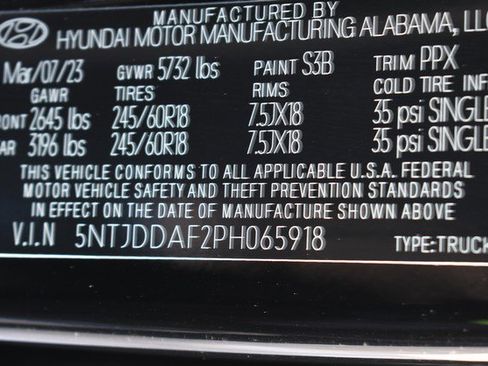 MANUFACTURED BY
HYUNDAI MOTOR MANUFACTURING ALABAMA, LLC
Mar/07/23 GVWR 5732 lbs PAINT S3B TRIM PPX
GAWR TIRES RIMS COLD TIRE INF
ONT 2645 lbs 245/60R18 7.5JX18 35 psi SINGLE
AR 3196 lbs 245/60R18 7.5JX18 35 psi SINGLE
THIS VEHICLE CONFORMS TO ALL APPLICABLE U.S.A. FEDERAL
MOTOR VEHICLE SAFETY AND THEFT PREVENTION STANDARDS
IN EFFECT ON THE DATE OF MANUFACTURE SHOWN ABOVE
V.I.N 5NTJDDAF2PH065918 TYPE:TRUCK